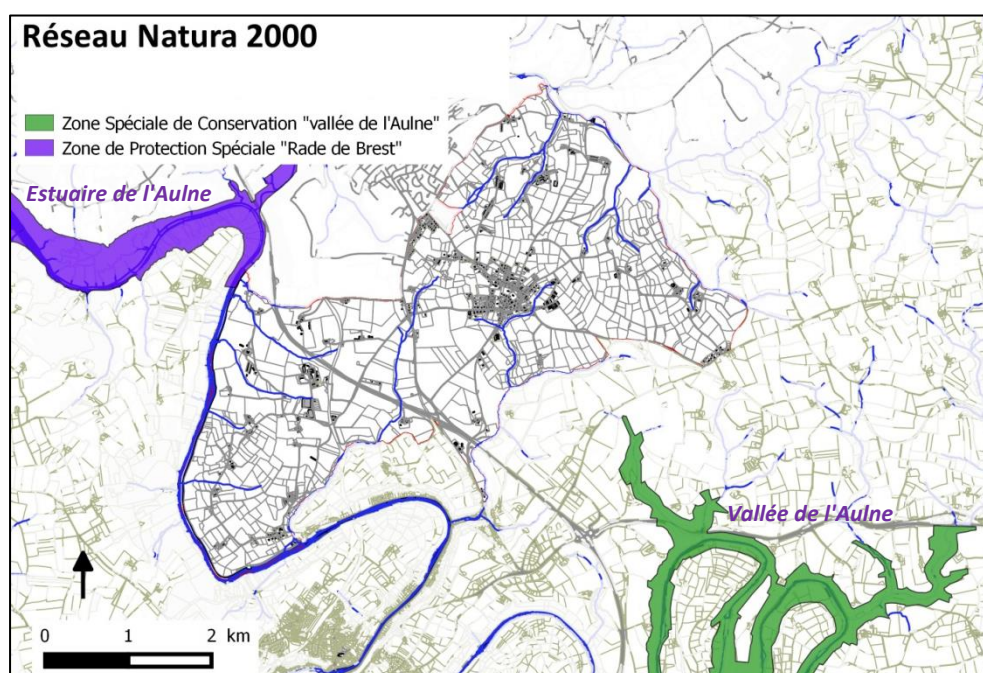 Réseau Natura 2000
Zone Spéciale de Conservation "vallée de l'Aulne"
Zone de Protection Spéciale "Rade de Brest"
Estuaire de l'Aulne
Vallée de l'Aulne
0 1 2 km